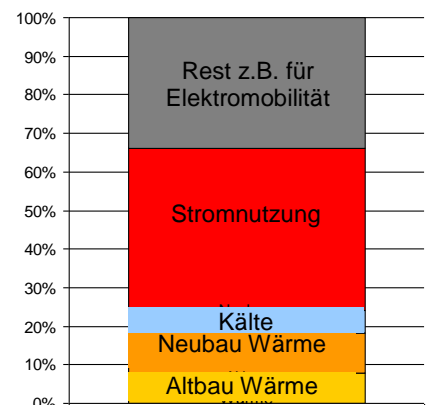 100%
90%
80%
70%
60%
50%
40%
30%
20%
10%
0%
Rest z.B. für
Elektromobilität
Stromnutzung
Kälte
Neubau Wärme
Altbau Wärme